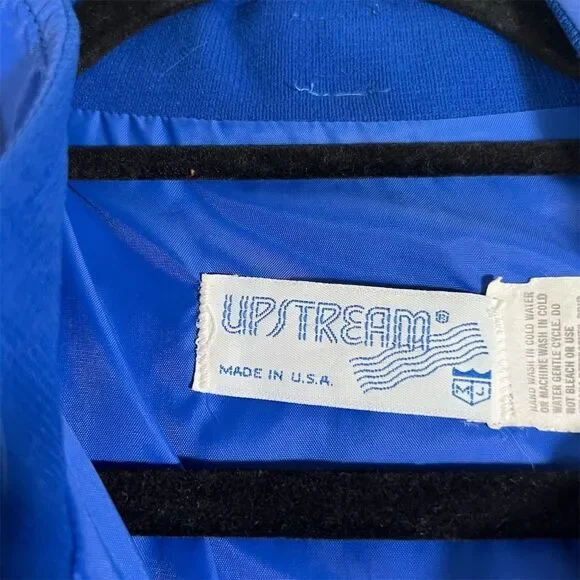 UPSTREAM®
MADE IN U.S.A.
XL
HAND WASH IN COLD WATER
OR MACHINE WASH IN COLD
WATER GENTLE CYCLE. DO
NOT BLEACH OR USE